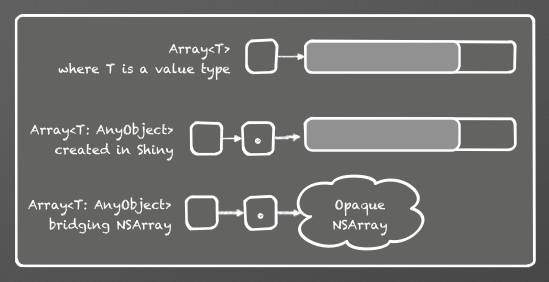 Array<T>
where T is a value type
Array<T: AnyObject>
created in Shiny
Array<T: AnyObject>
bridging NSArray
Opaque
NSArray